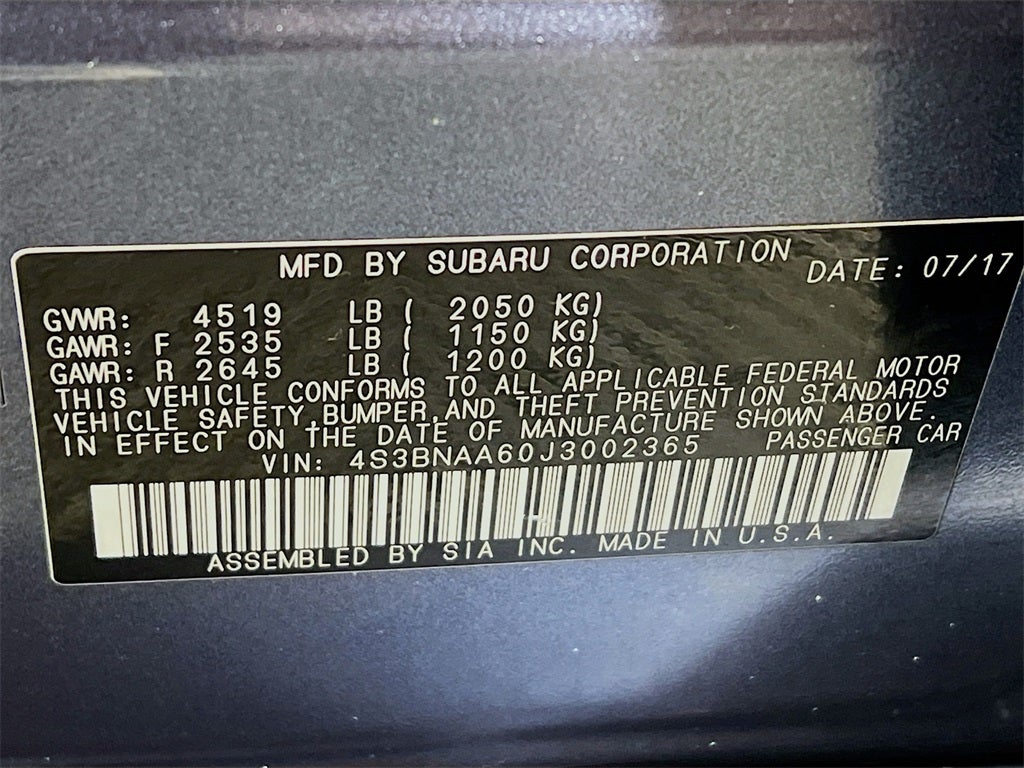 MFD BY SUBARU CORPORATION DATE: 07/17
GVWR: 4519 LB ( 2050 KG)
GAWR: F 2535 LB ( 1150 KG)
GAWR: R 2645 LB ( 1200 KG)
THIS VEHICLE CONFORMS TO ALL APPLICABLE FEDERAL MOTOR
VEHICLE SAFETY,BUMPER,AND THEFT PREVENTION STANDARDS
IN EFFECT ON THE DATE OF MANUFACTURE SHOWN ABOVE.
VIN: 4S3BNAA60J3002365 PASSENGER CAR
ASSEMBLED BY SIA INC. MADE IN U.S.A.